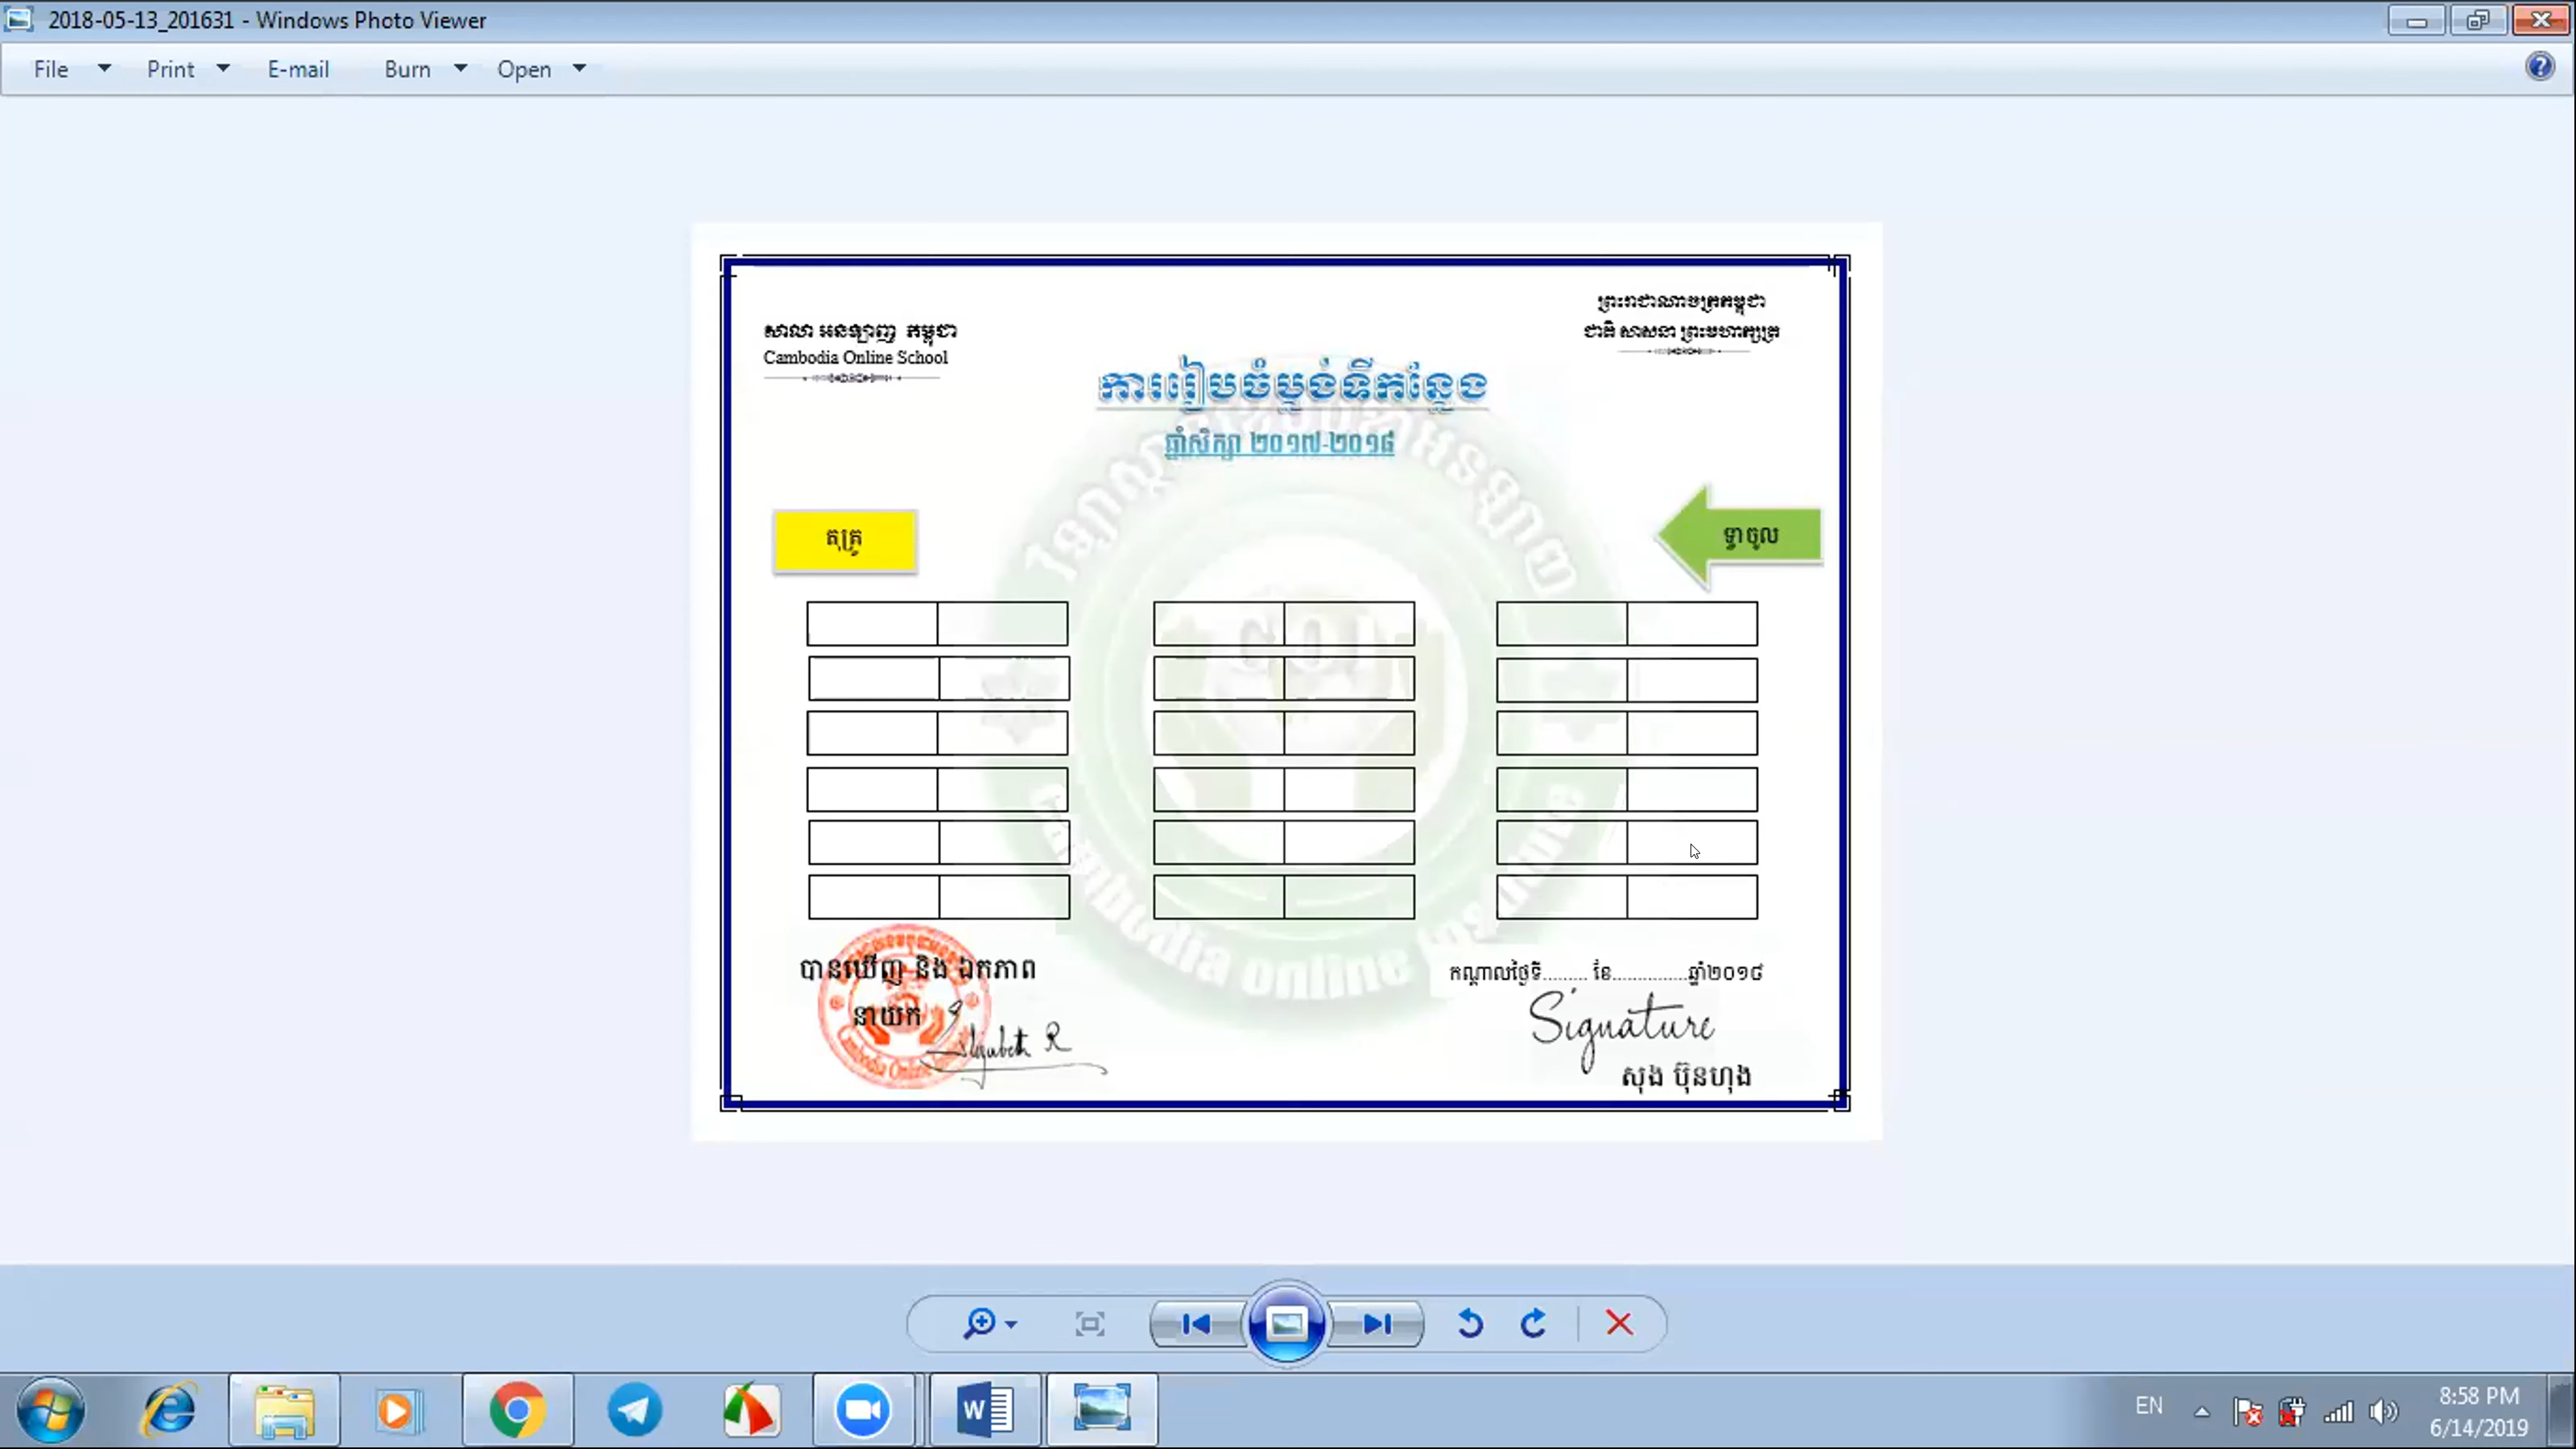 2018-05-13_201631 - Windows Photo Viewer
File Print E-mail Burn Open
ព្រះរាជាណាចក្រកម្ពុជា
ជាតិ សាសនា ព្រះមហាក្សត្រ
សាលា អនឡាញ កម្ពុជា
Cambodia Online School
ការរៀបចំប្លង់ទីកន្លែង
ឆ្នាំសិក្សា ២០១៧-២០១៨
តុគ្រូ
ទ្វាចូល
Cambodia online
បានឃើញ និង ឯកភាព
កណ្តាលថ្ងៃទី........ ខែ..............ឆ្នាំ២០១៨
នាយក
Signature
Cambodia Online
សុង ប៊ុនហុង
EN
8:58 PM
6/14/2019